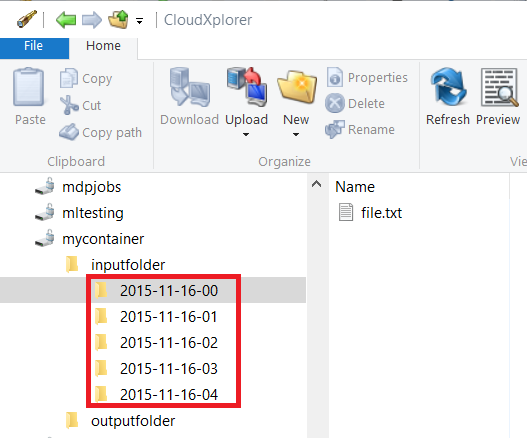 CloudXplorer
File Home
Paste
Copy
Cut
Copy path
Clipboard
Download
Upload
New
Properties
Delete
Rename
Organize
Refresh
Preview
Vie
mdpjobs
mltesting
mycontainer
inputfolder
2015-11-16-00
2015-11-16-01
2015-11-16-02
2015-11-16-03
2015-11-16-04
outputfolder
Name
file.txt